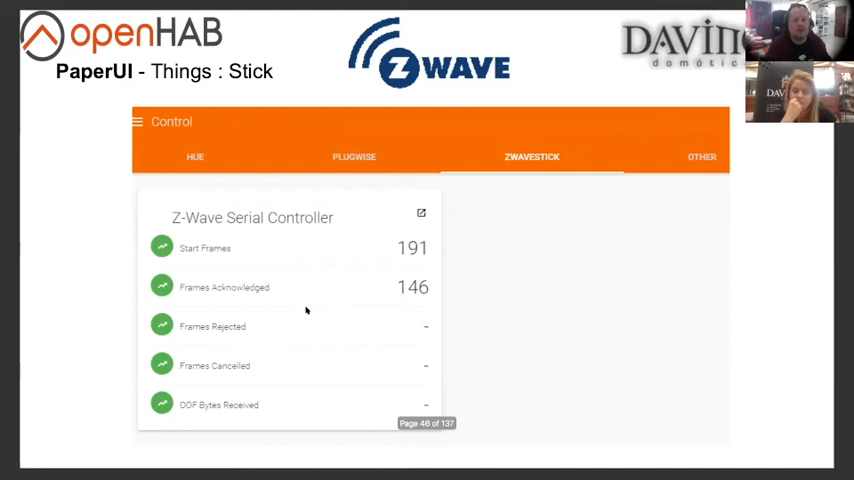 openHAB
Z WAVE
DAVIN
domótic
PaperUI - Things : Stick
DAV
Control
HUE PLUGWISE ZWAVESTICK OTHER
Z-Wave Serial Controller
Start Frames 191
Frames Acknowledged 146
Frames Rejected -
Frames Cancelled -
OOF Bytes Received -
Page 46 of 137